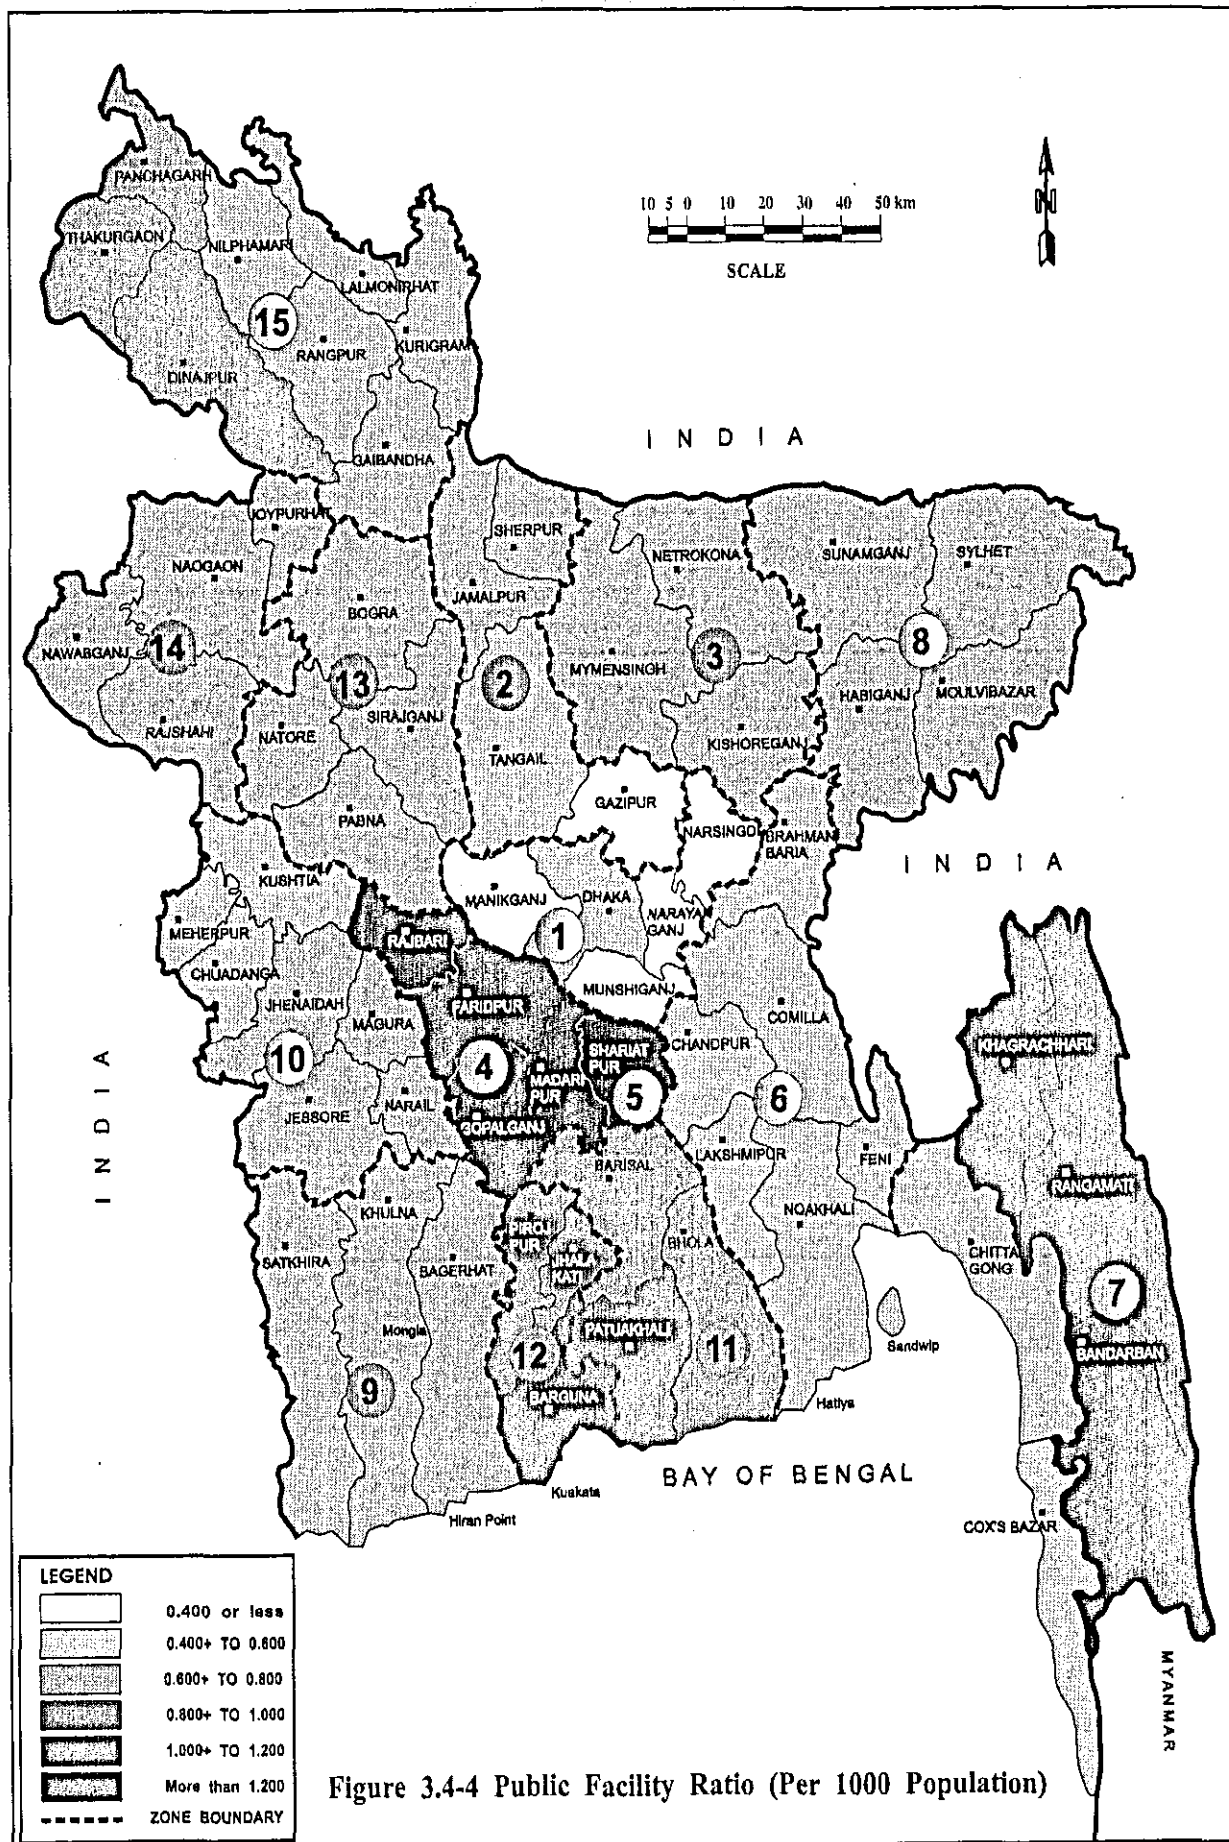 10 5 0 10 20 30 40 50 km
SCALE
N
PANCHAGARH
THAKURGAON
NILPHAMARI
LALMONIRHAT
15
RANGPUR
KURIGRAM
DINAJPUR
GAIBANDHA
I N D I A
JOYPURHAT
SHERPUR
NETROKONA
SUNAMGANJ
SYLHET
NAOGAON
BOGRA
JAMALPUR
NAWABGANJ
14
13
2
MYMENSINGH
3
8
HABIGANJ
MOULVIBAZAR
RAJSHAHI
NATORE
SIRAJGANJ
KISHOREGANJ
TANGAIL
GAZIPUR
PABNA
NARSINGD
BRAHMAN
BARIA
I N D I A
KUSHTIA
MANIKGANJ
DHAKA
NARAYA
GANJ
MEHERPUR
RAJBARI
1
CHUADANGA
JHENAIDAH
FARIDPUR
MUNSHIGANJ
MAGURA
COMILLA
CHANDPUR
KHAGRACHHARI
I N D I A
10
4
SHARIAT
PUR
MADARI
PUR
5
6
JESSORE
NARAIL
GOPALGANJ
BARISAL
LAKSHMIPUR
FENI
RANGAMATI
KHULNA
PIROJ
PUR
NOAKHALI
SATKHIRA
BAGERHAT
BHOLA
CHITTA
GONG
7
Mongla
PATUAKHALI
12
11
Sandwip
BANDARBAN
9
BARGUNA
Hatiya
BAY OF BENGAL
Kuakata
Hiran Point
COX'S BAZAR
MYANMAR
LEGEND
0.400 or less
0.400+ TO 0.600
0.600+ TO 0.800
0.800+ TO 1.000
1.000+ TO 1.200
More than 1.200
ZONE BOUNDARY
Figure 3.4-4 Public Facility Ratio (Per 1000 Population)